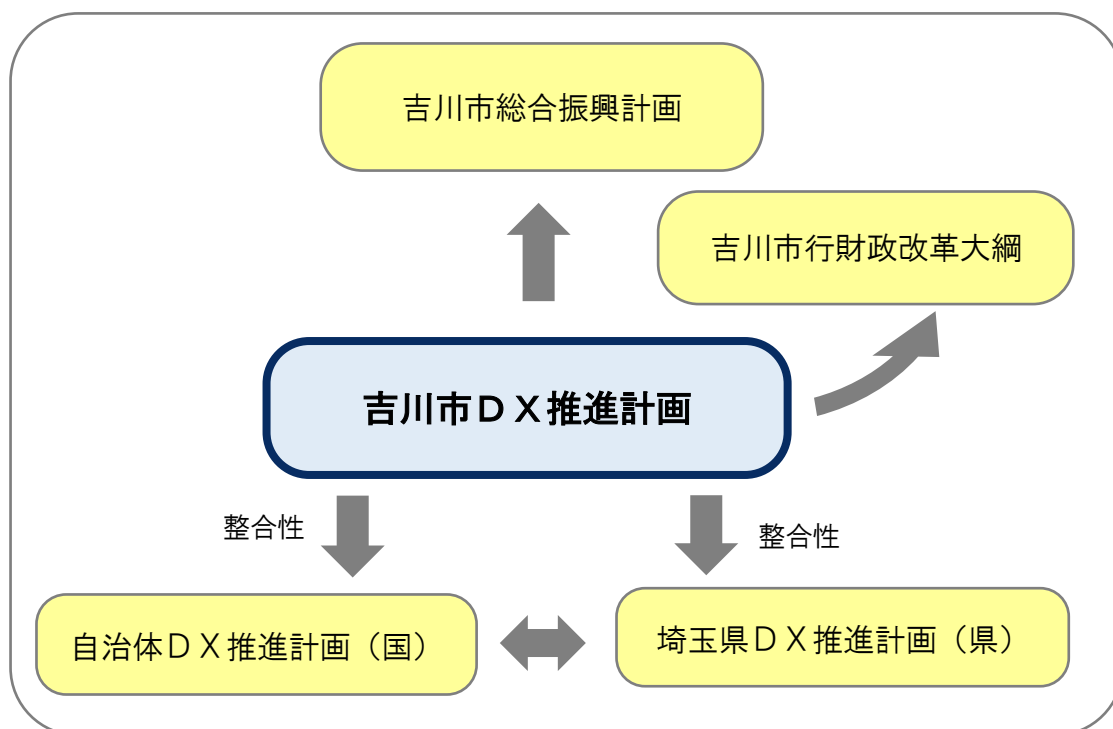 吉川市総合振興計画
吉川市行財政改革大綱
吉川市ＤＸ推進計画
整合性
整合性
自治体ＤＸ推進計画（国）
埼玉県ＤＸ推進計画（県）